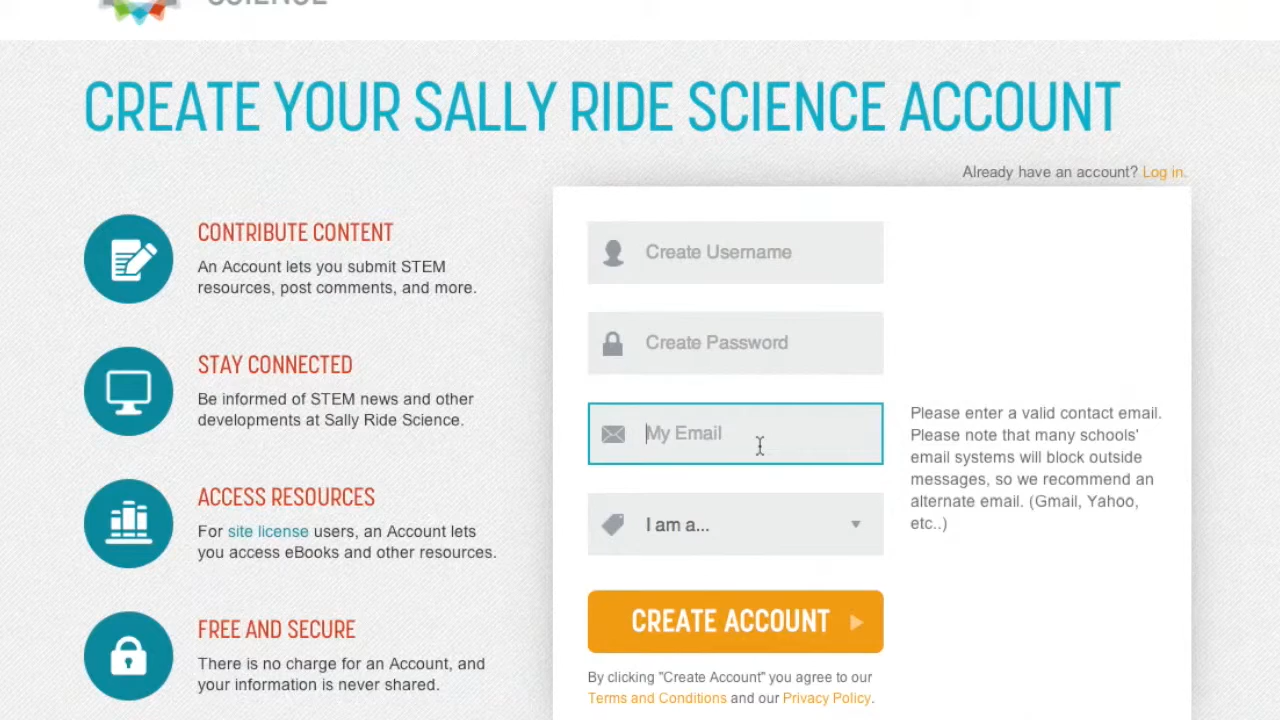 SCIENCE
CREATE YOUR SALLY RIDE SCIENCE ACCOUNT
Already have an account? Log in.
CONTRIBUTE CONTENT
An Account lets you submit STEM
resources, post comments, and more.
STAY CONNECTED
Be informed of STEM news and other
developments at Sally Ride Science.
ACCESS RESOURCES
For site license users, an Account lets
you access eBooks and other resources.
FREE AND SECURE
There is no charge for an Account, and
your information is never shared.
Create Username
Create Password
My Email
Please enter a valid contact email.
Please note that many schools'
email systems will block outside
messages, so we recommend an
alternate email. (Gmail, Yahoo,
etc..)
I am a...
CREATE ACCOUNT
By clicking "Create Account" you agree to our
Terms and Conditions and our Privacy Policy.